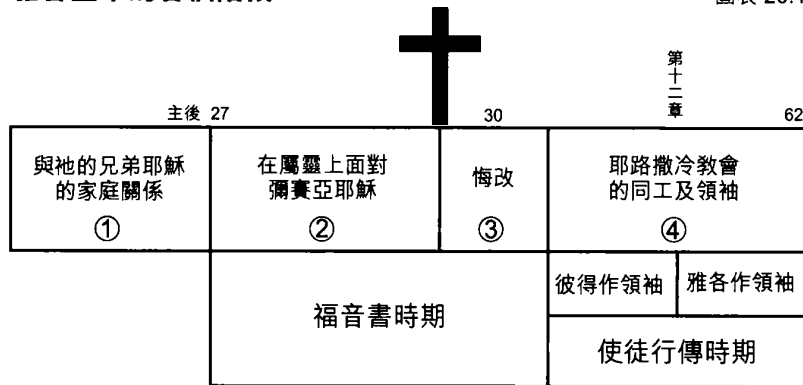 主後 27
30
第十二章
62
與祂的兄弟耶穌
的家庭關係
①
在屬靈上面對
彌賽亞耶穌
②
悔改
③
耶路撒冷教會
的同工及領袖
④
彼得作領袖
雅各作領袖
福音書時期
使徒行傳時期